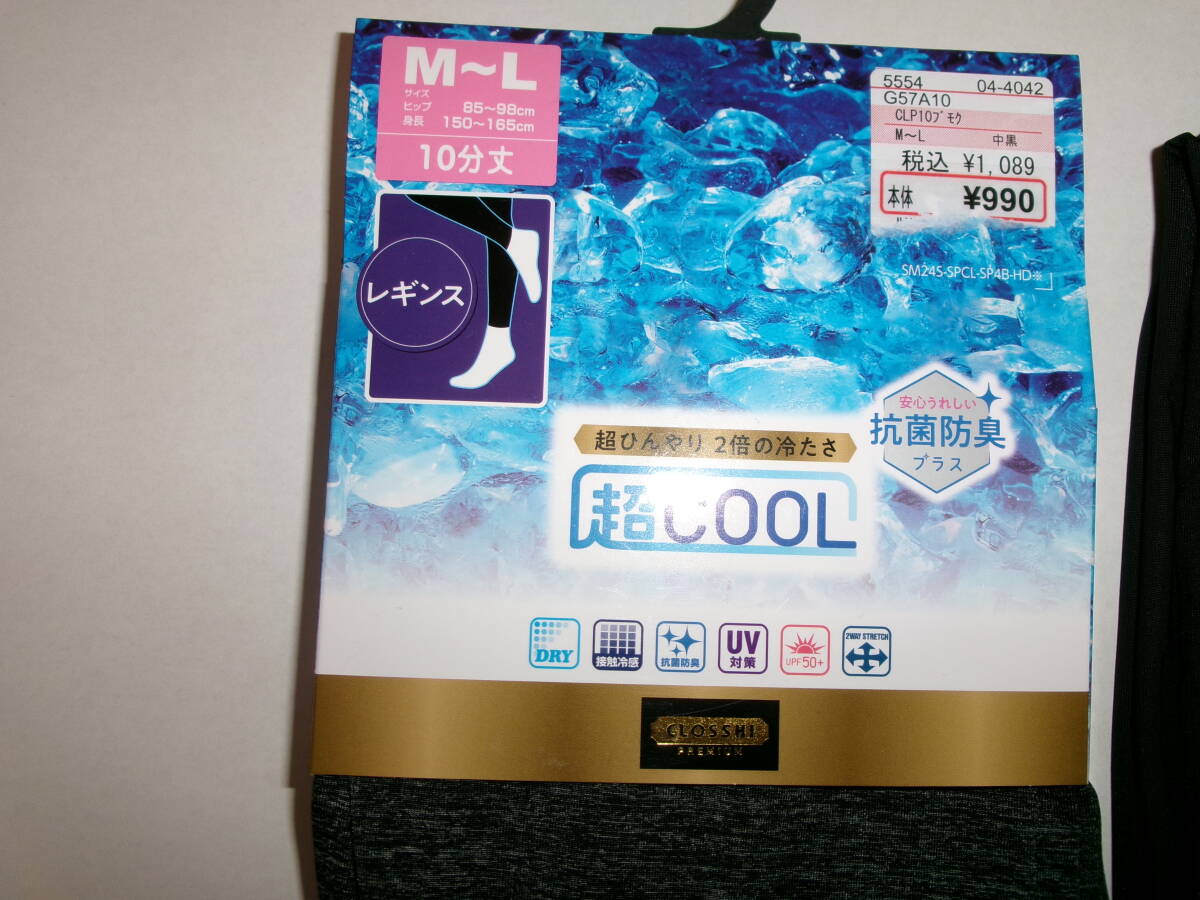 M～L
サイズ
ヒップ 85～98cm
身長 150～165cm
10分丈
レギンス
5554 04-4042
G57A10
CLP10ブモク
M～L 中黒
税込 ¥1,089
本体 ¥990
SM24S-SPCL-SP4B-HD※
安心うれしい
抗菌防臭
プラス
超ひんやり 2倍の冷たさ
超COOL
DRY
接触冷感
抗菌防臭
UV
対策
UPF50+
2WAY STRETCH
CLOSSHI
PREMIUM